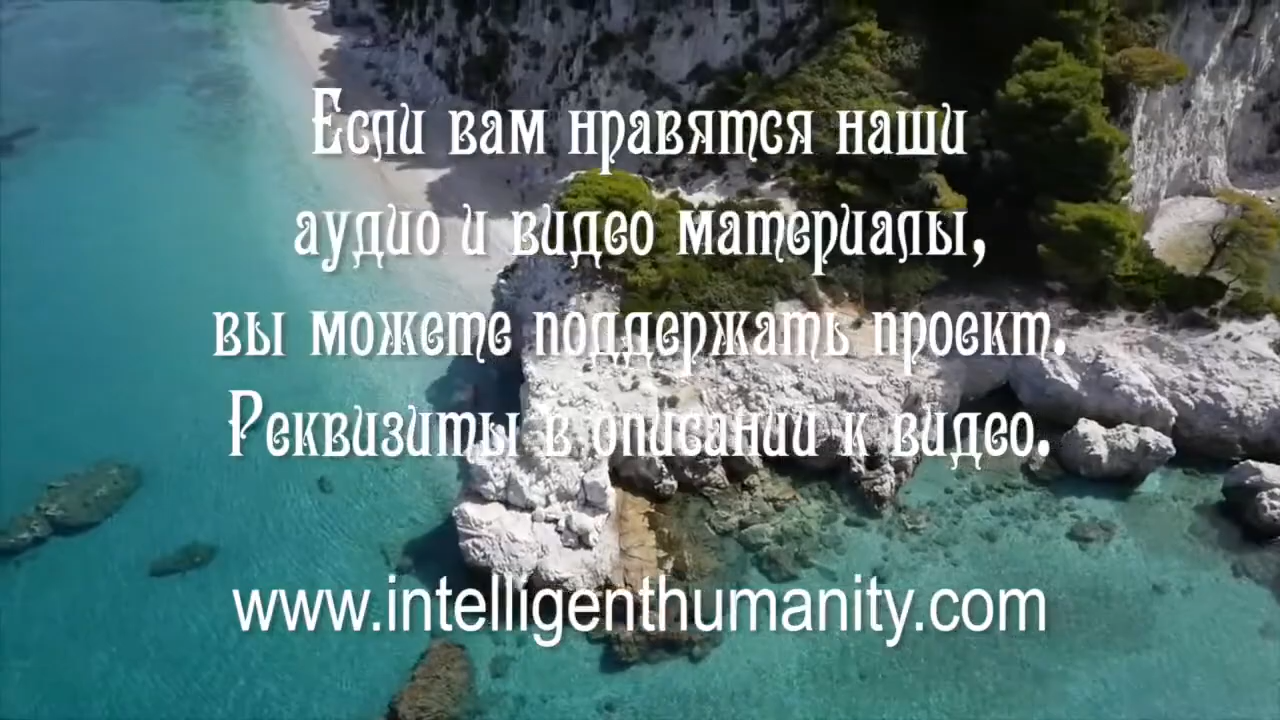 Если вам нравятся наши
аудио и видео материалы,
вы можете поддержать проект.
Реквизиты в описании к видео.
www.intelligenthumanity.com